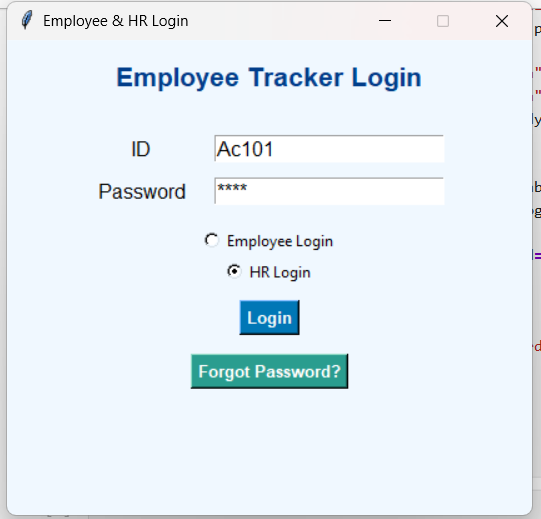 Employee & HR Login
Employee Tracker Login
ID Ac101
Password ****
Employee Login
HR Login
Login
Forgot Password?